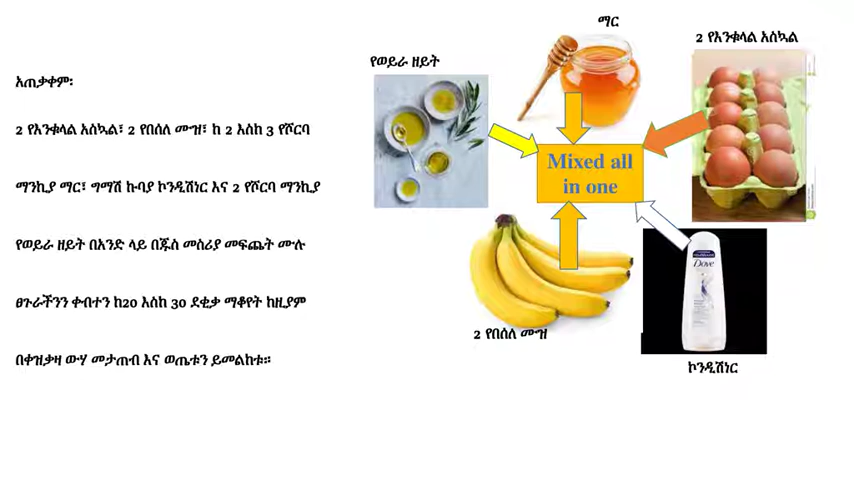 አጠቃቀም፡
2 የእንቁላል አስኳል፣ 2 የበሰለ ሙዝ፣ ከ 2 እስከ 3 የሾርባ
ማንኪያ ማር፣ ግማሽ ኩባያ ኮንዲሽነር እና 2 የሾርባ ማንኪያ
የወይራ ዘይት በአንድ ላይ በጁስ መስሪያ መፍጨት ሙሉ
ፀጉራችንን ቀብተን ከ20 እስከ 30 ደቂቃ ማቆየት ከዚያም
በቀዝቃዛ ውሃ መታጠብ እና ወጤቱን ይመልከቱ።
የወይራ ዘይት
ማር
2 የእንቁላል አስኳል
Mixed all
in one
Dove
2 የበሰለ ሙዝ
ኮንዲሽነር